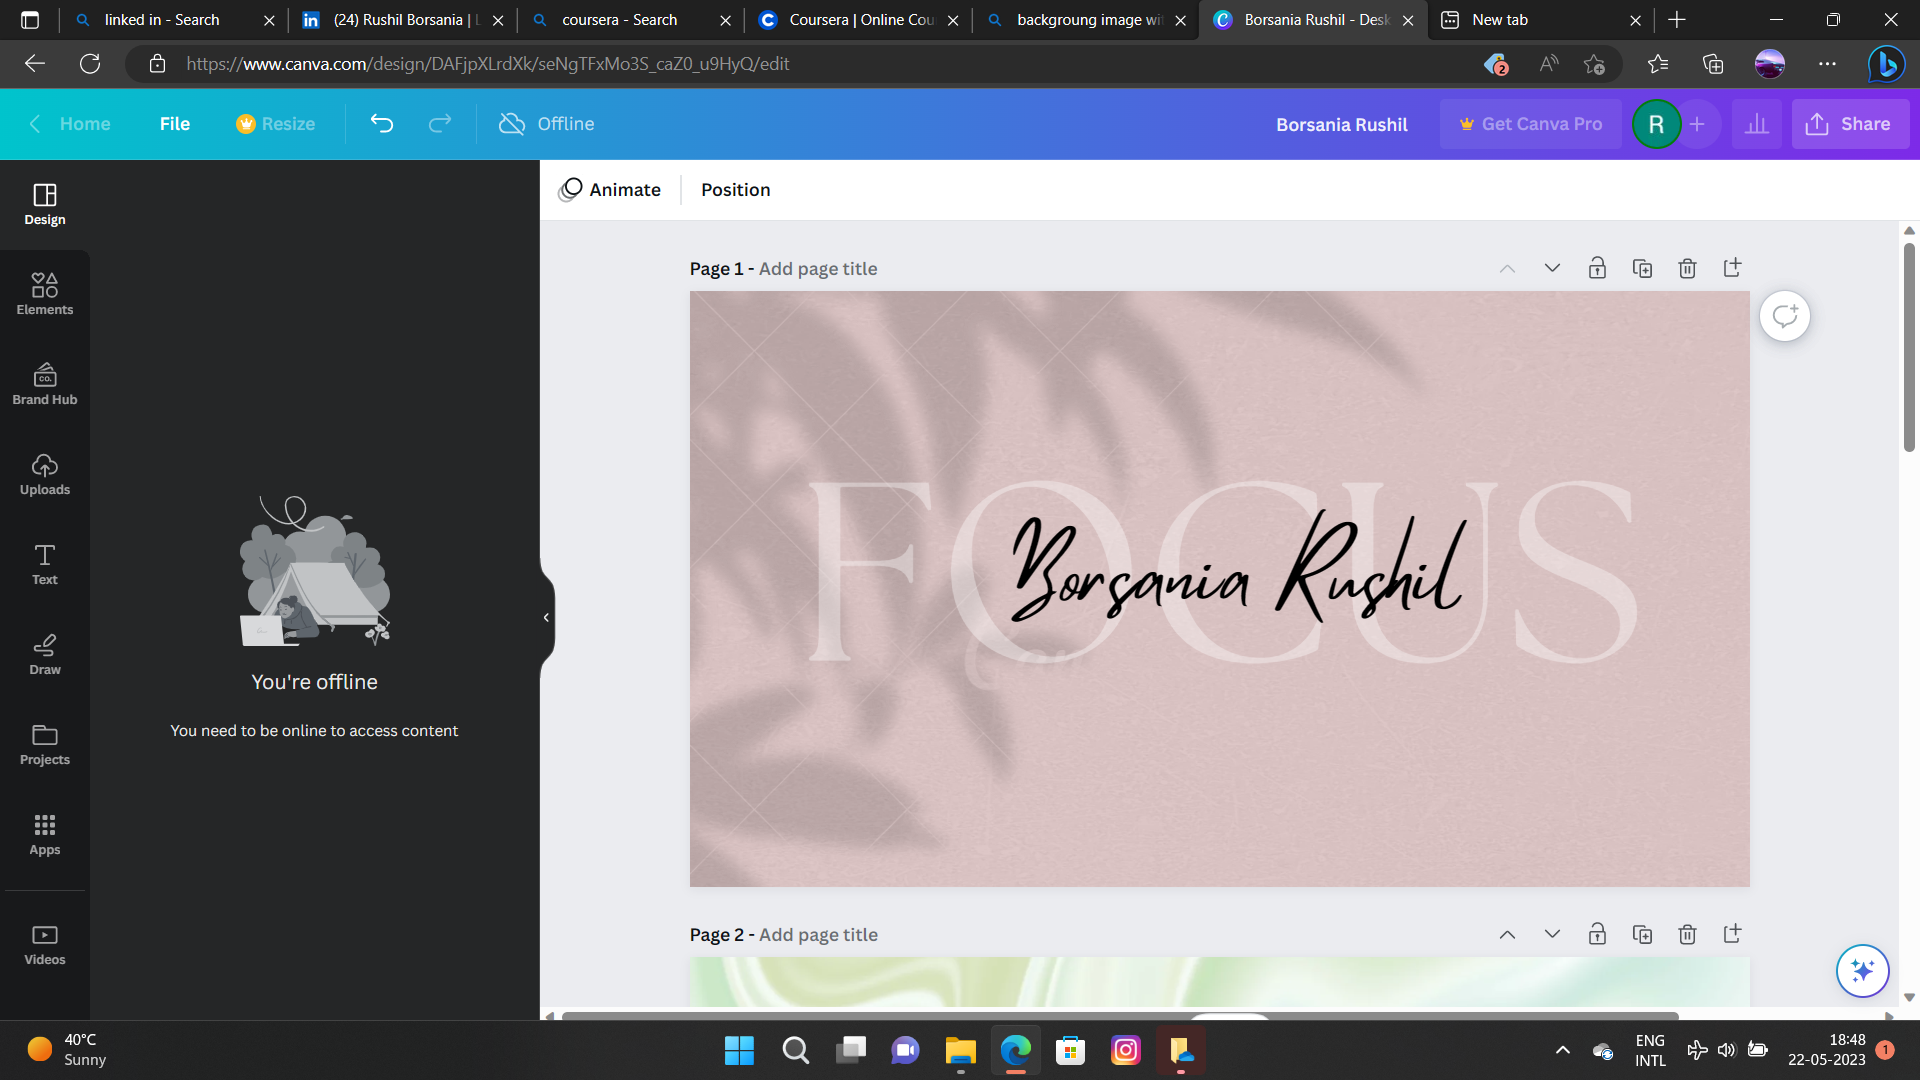 linked in - Search
(24) Rushil Borsania | L
coursera - Search
Coursera | Online Cou
backgroung image wit
Borsania Rushil - Desk
New tab
https://www.canva.com/design/DAFjpXLrdXk/seNgTFxMo3S_caZ0_u9HyQ/edit
2
Home
File
Resize
Offline
Borsania Rushil
Get Canva Pro
R
Share
Design
Elements
CO.
Brand Hub
Uploads
Text
Draw
Projects
Apps
Videos
You're offline
You need to be online to access content
Animate
Position
Page 1 - Add page title
FOCUS
Borsania Rushil
Page 2 - Add page title
40°C
Sunny
ENG
INTL
18:48
22-05-2023
1